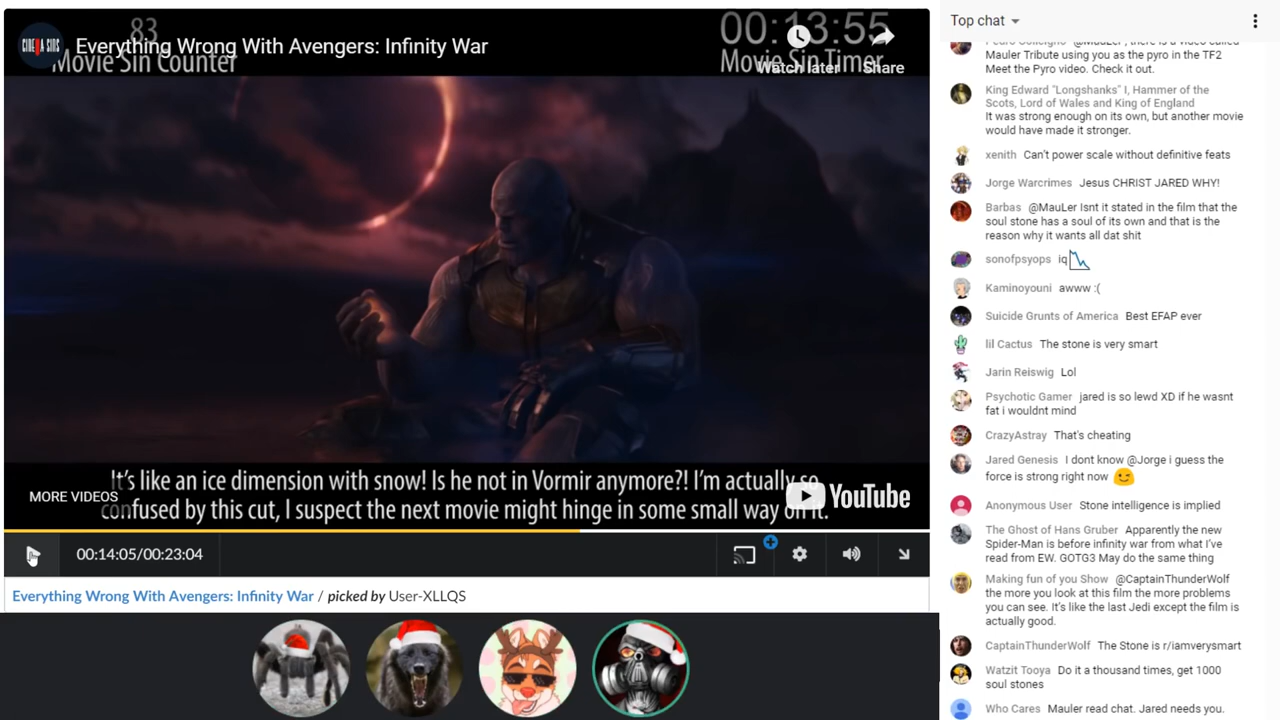 83
Movie Sin Counter
CINEMA SINS
Everything Wrong With Avengers: Infinity War
00:13:55
Movie Sin Timer
Watch later
Share
It's like an ice dimension with snow! Is he not in Vormir anymore?! I'm actually so
confused by this cut, I suspect the next movie might hinge in some small way on it.
MORE VIDEOS
YouTube
00:14:05/00:23:04
Everything Wrong With Avengers: Infinity War / picked by User-XLLQS
Top chat
@MauLer, there is a video called
Mauler Tribute using you as the pyro in the TF2
Meet the Pyro video. Check it out.
King Edward "Longshanks" I, Hammer of the
Scots, Lord of Wales and King of England
It was strong enough on its own, but another movie
would have made it stronger.
xenith Can't power scale without definitive feats
Jorge Warcrimes Jesus CHRIST JARED WHY!
Barbas @MauLer Isnt it stated in the film that the
soul stone has a soul of its own and that is the
reason why it wants all dat shit
sonofpsyops iq
Kaminoyouni awww :(
Suicide Grunts of America Best EFAP ever
lil Cactus The stone is very smart
Jarin Reiswig Lol
Psychotic Gamer jared is so lewd XD if he wasnt
fat i wouldnt mind
CrazyAstray That's cheating
Jared Genesis I dont know @Jorge i guess the
force is strong right now 😉
Anonymous User Stone intelligence is implied
The Ghost of Hans Gruber Apparently the new
Spider-Man is before infinity war from what I've
read from EW. GOTG3 May do the same thing
Making fun of you Show @CaptainThunderWolf
the more you look at this film the more problems
you can see. It's like the last Jedi except the film is
actually good.
CaptainThunderWolf The Stone is r/iamverysmart
Watzit Tooya Do it a thousand times, get 1000
soul stones
Who Cares Mauler read chat. Jared needs you.